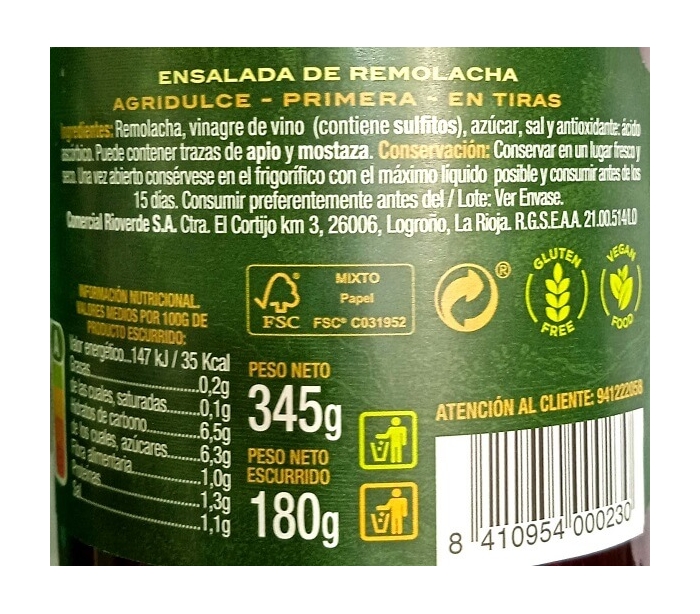 ENSALADA DE REMOLACHA
AGRIDULCE - PRIMERA - EN TIRAS
Ingredientes: Remolacha, vinagre de vino (contiene sulfitos), azúcar, sal y antioxidante: ácido
ascórbico. Puede contener trazas de apio y mostaza. Conservación: Conservar en un lugar fresco y
seco. Una vez abierto consérvese en el frigorífico con el máximo líquido posible y consumir antes de los
15 días. Consumir preferentemente antes del / Lote: Ver Envase.
Comercial Rioverde S.A. Ctra. El Cortijo km 3, 26006, Logroño, La Rioja. R.G.S.E.A.A. 21.00.514/LO
INFORMACIÓN NUTRICIONAL.
VALORES MEDIOS POR 100G DE
PRODUCTO ESCURRIDO:
Valor energético...147 kJ / 35 Kcal
Grasas..........0,2g
de las cuales, saturadas.......0,1g
Hidratos de carbono..........6,5g
de los cuales, azúcares.......6,3g
Fibra alimentaria..........1,0g
Proteínas..........1,3g
Sal..........1,1g
FSC
MIXTO
Papel
FSC® C031952
®
GLUTEN
FREE
VEGAN
FOOD
PESO NETO
345g
PESO NETO
ESCURRIDO
180g
ATENCIÓN AL CLIENTE: 941222058
8 410954 000230